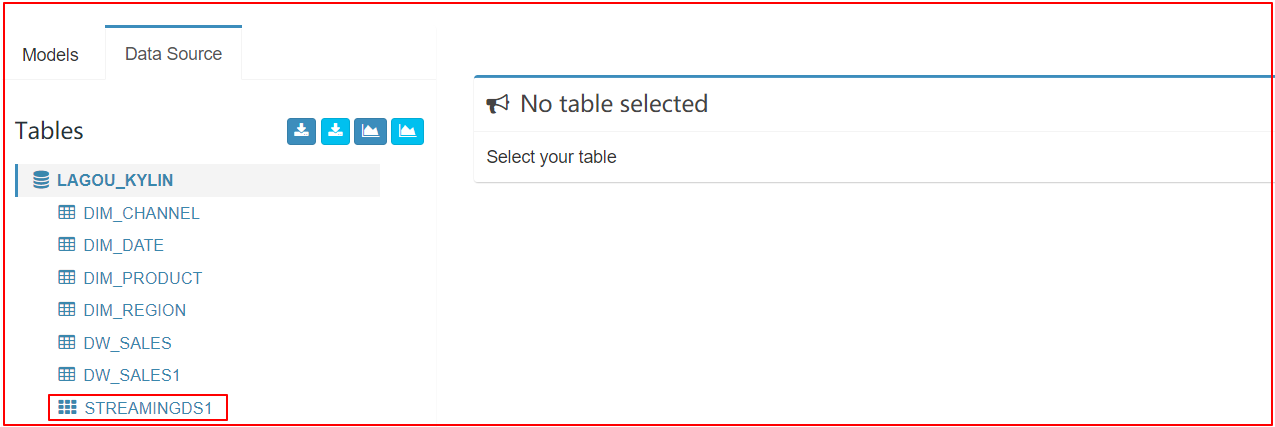 Models
Data Source
Tables
LAGOU_KYLIN
DIM_CHANNEL
DIM_DATE
DIM_PRODUCT
DIM_REGION
DW_SALES
DW_SALES1
STREAMINGDS1
No table selected
Select your table